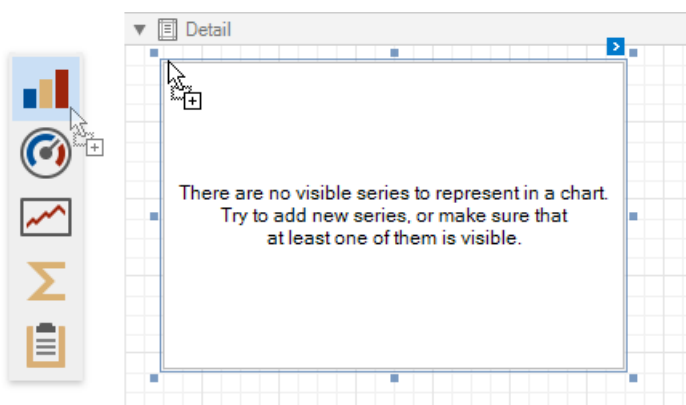 Detail
There are no visible series to represent in a chart.
Try to add new series, or make sure that
at least one of them is visible.